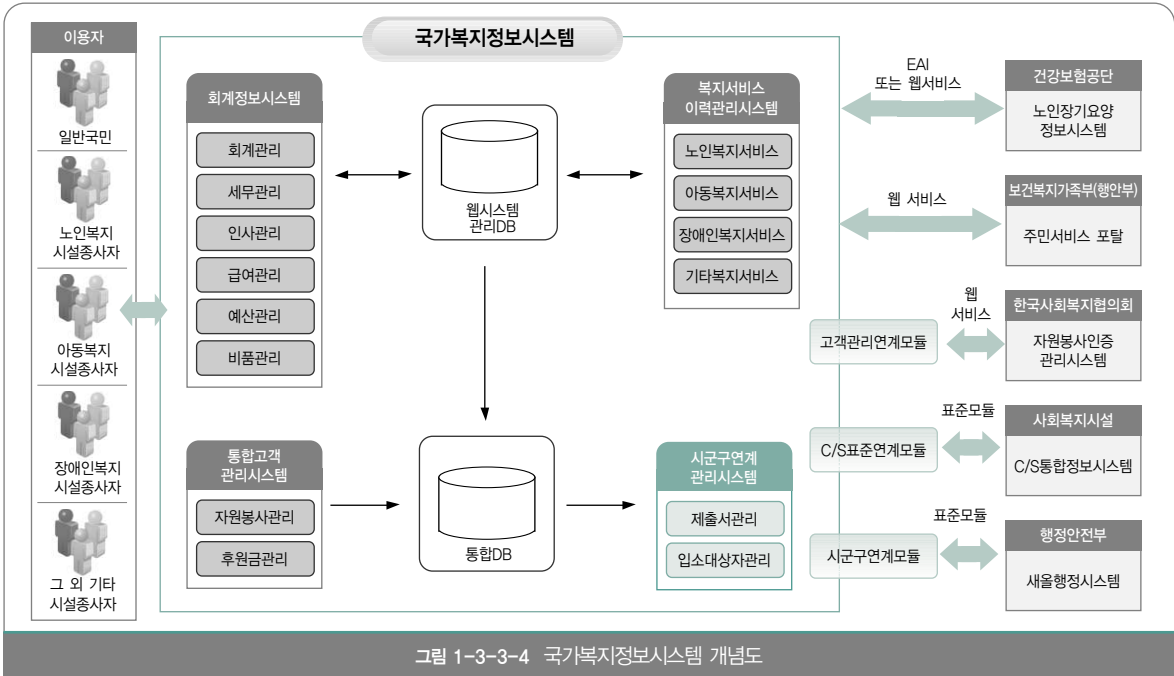 국가복지정보시스템
이용자
일반국민
노인복지
시설종사자
아동복지
시설종사자
장애인복지
시설종사자
그 외 기타
시설종사자
회계정보시스템
회계관리
세무관리
인사관리
급여관리
예산관리
비품관리
웹시스템
관리DB
복지서비스
이력관리시스템
노인복지서비스
아동복지서비스
장애인복지서비스
기타복지서비스
통합고객
관리시스템
자원봉사관리
후원금관리
통합DB
시군구연계
관리시스템
제출서관리
입소대상자관리
EAI
또는 웹서비스
건강보험공단
노인장기요양
정보시스템
웹 서비스
보건복지가족부(행안부)
주민서비스 포탈
고객관리연계모듈
웹
서비스
한국사회복지협의회
자원봉사인증
관리시스템
C/S표준연계모듈
표준모듈
사회복지시설
C/S통합정보시스템
시군구연계모듈
표준모듈
행정안전부
새올행정시스템
그림 1-3-3-4 국가복지정보시스템 개념도